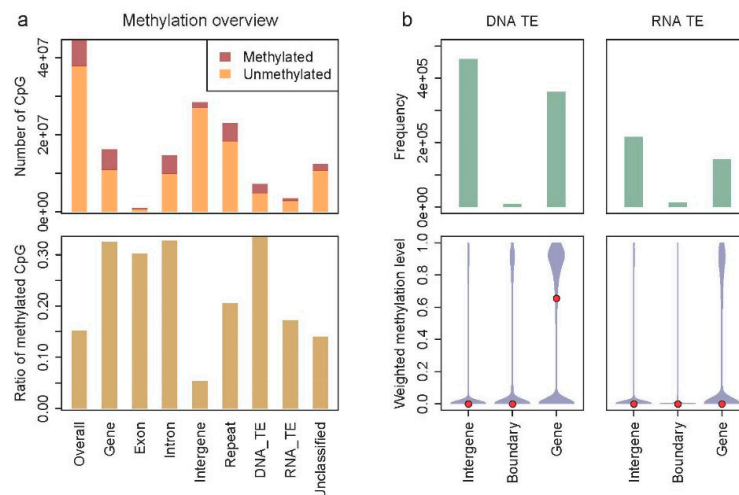 a
Methylation overview
Methylated
Unmethylated
Number of CpG
4e+07
2e+07
0e+00
Ratio of methylated CpG
0.30
0.20
0.10
0.00
Overall
Gene
Exon
Intron
Intergene
Repeat
DNA_TE
RNA_TE
Unclassified
b
DNA TE
RNA TE
Frequency
4e+05
2e+05
0e+00
Weighted methylation level
1.0
0.8
0.6
0.4
0.2
0.0
Intergene
Boundary
Gene
Intergene
Boundary
Gene